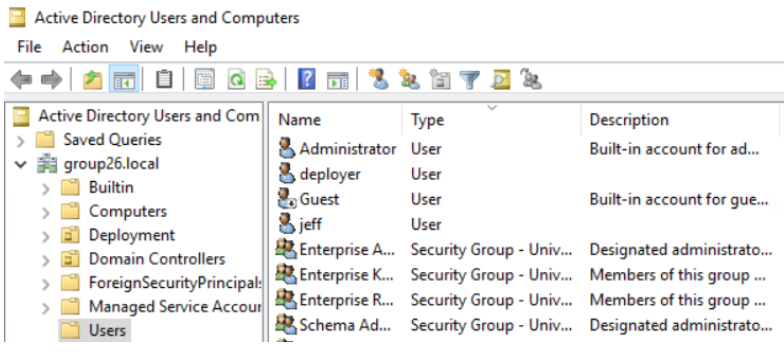 Active Directory Users and Computers
File Action View Help
Active Directory Users and Com
Saved Queries
group26.local
Builtin
Computers
Deployment
Domain Controllers
ForeignSecurityPrincipals
Managed Service Accour
Users
Name Type Description
Administrator User Built-in account for ad...
deployer User
Guest User Built-in account for gue...
jeff User
Enterprise A... Security Group - Univ... Designated administrato...
Enterprise K... Security Group - Univ... Members of this group ...
Enterprise R... Security Group - Univ... Members of this group ...
Schema Ad... Security Group - Univ... Designated administrato...